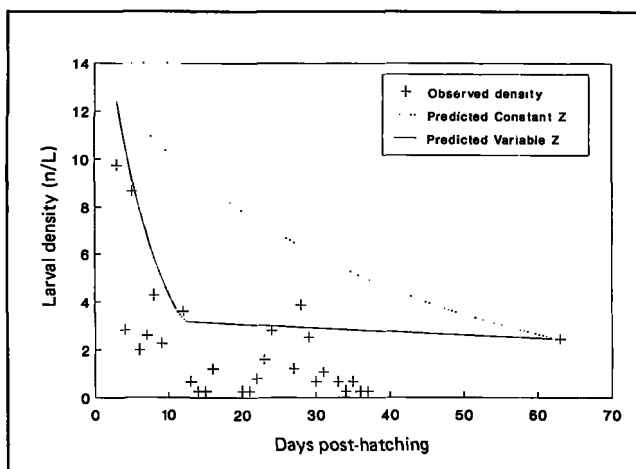 14
12
10
8
6
4
2
0
Larval density (n/L)
Observed density
Predicted Constant Z
Predicted Variable Z
0 10 20 30 40 50 60 70
Days post-hatching